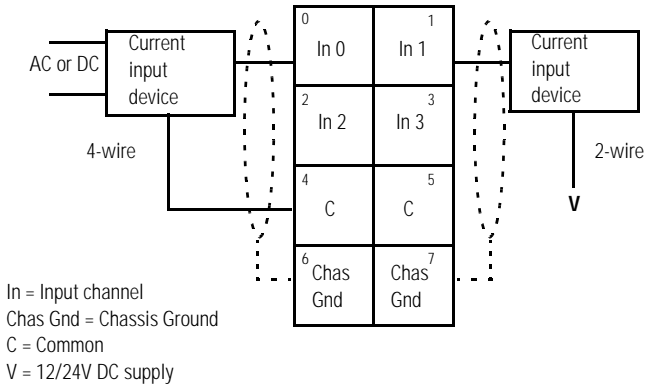 0
1
In 0
In 1
AC or DC
Current
input
device
Current
input
device
2
3
In 2
In 3
4-wire
2-wire
4
5
C
C
V
6
7
Chas
Gnd
Chas
Gnd
In = Input channel
Chas Gnd = Chassis Ground
C = Common
V = 12/24V DC supply